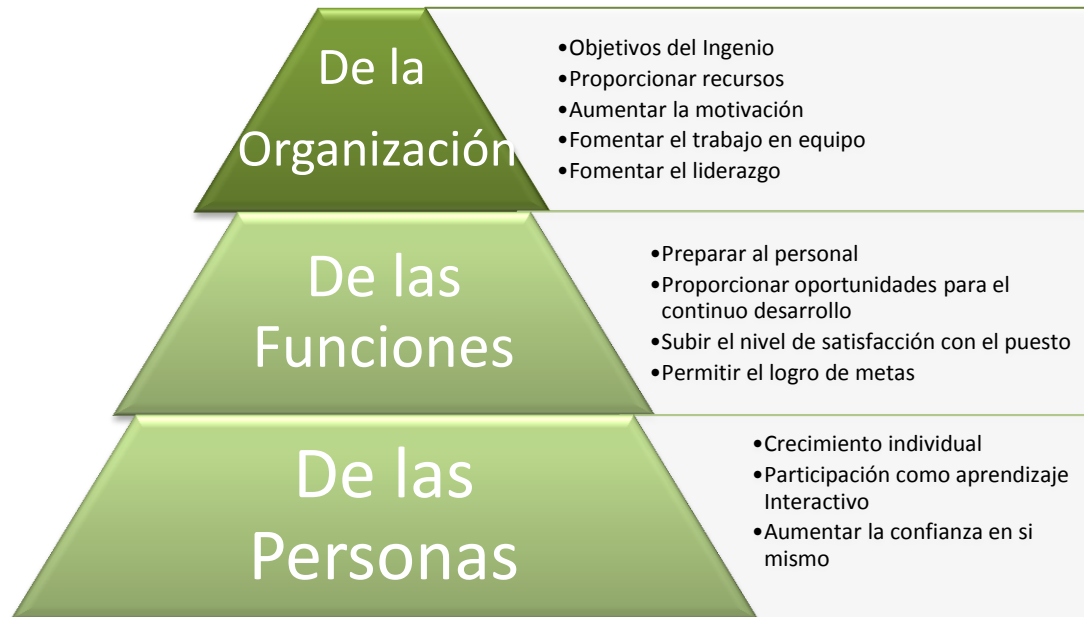 De la
Organización
•Objetivos del Ingenio
•Proporcionar recursos
•Aumentar la motivación
•Fomentar el trabajo en equipo
•Fomentar el liderazgo
De las
Funciones
•Preparar al personal
•Proporcionar oportunidades para el
continuo desarrollo
•Subir el nivel de satisfacción con el puesto
•Permitir el logro de metas
De las
Personas
•Crecimiento individual
•Participación como aprendizaje
Interactivo
•Aumentar la confianza en si
mismo